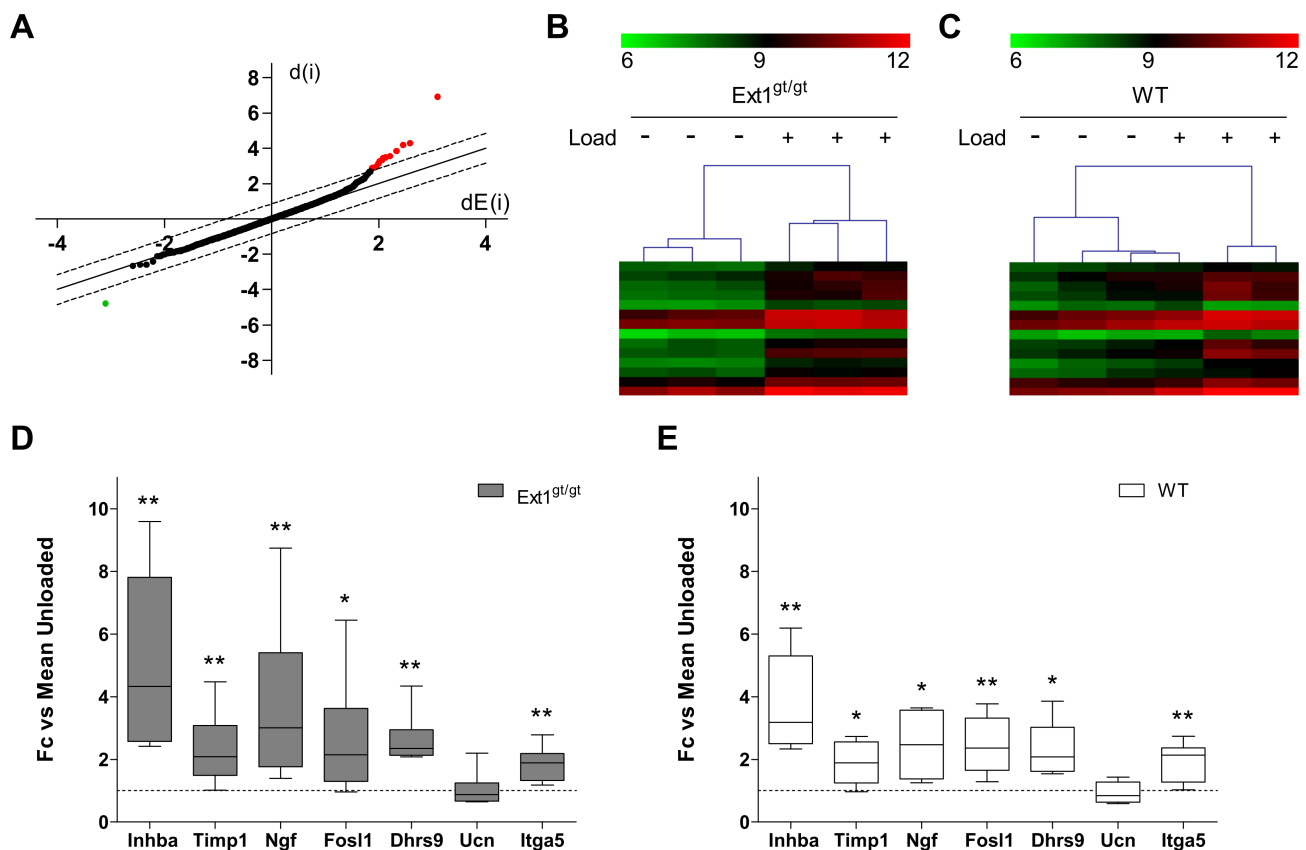 A
d(i)
8
6
4
2
dE(i)
-4
-2
2
4
-2
-4
-6
-8
B
6
9
12
Ext1gt/gt
Load
- - - + + +
C
6
9
12
WT
Load
- - - + + +
D
Fc vs Mean Unloaded
10
8
6
4
2
0
** ** ** * ** **
Ext1gt/gt
Inhba Timp1 Ngf Fosl1 Dhrs9 Ucn Itga5
E
Fc vs Mean Unloaded
10
8
6
4
2
0
** * * ** * **
WT
Inhba Timp1 Ngf Fosl1 Dhrs9 Ucn Itga5